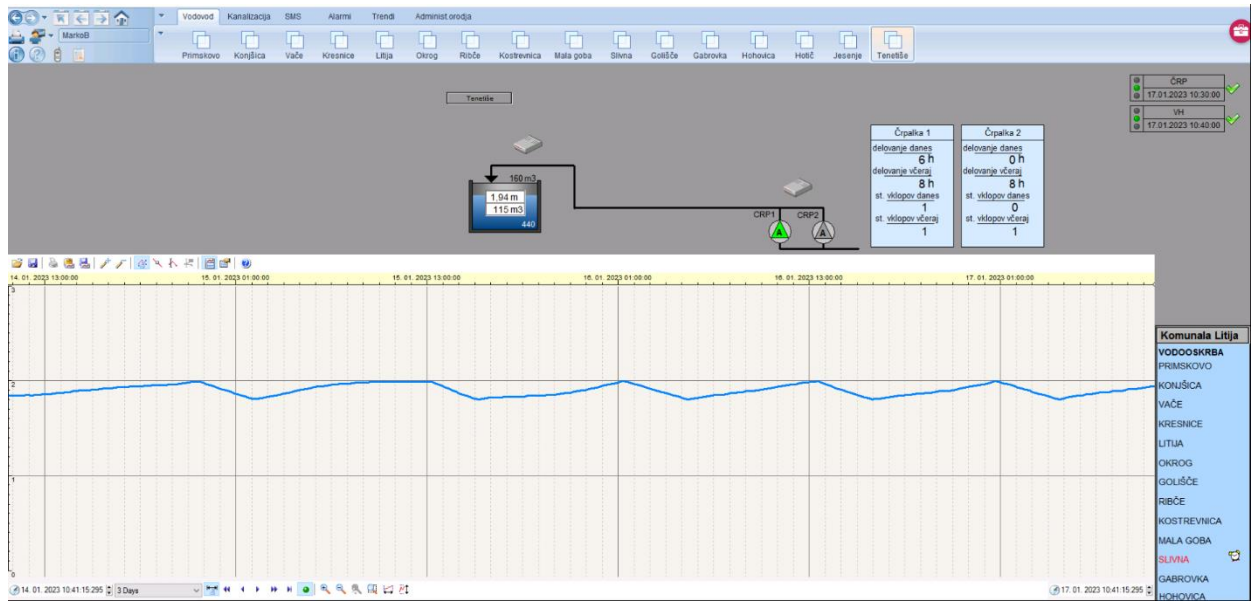 Vodovod Kanalizacija SMS Alarmi Trendi Administ.orodja
MarkoB
Primskovo Konjšica Vače Kresnice Litija Okrog Ribče Kostrevnica Mala goba Slivna Golišče Gabrovka Hohovica Hotič Jesenje Tenetiše
Tenetiše
ČRP
17.01.2023 10:30:00
VH
17.01.2023 10:40:00
160 m3
1,94 m
115 m3
440
CRP1 CRP2
A A
Črpalka 1
delovanje danes
6 h
delovanje včeraj
8 h
st. vklopov danes
1
st. vklopov včeraj
1
Črpalka 2
delovanje danes
0 h
delovanje včeraj
8 h
st. vklopov danes
0
st. vklopov včeraj
1
14. 01. 2023 13:00:00 15. 01. 2023 01:00:00 15. 01. 2023 13:00:00 16. 01. 2023 01:00:00 16. 01. 2023 13:00:00 17. 01. 2023 01:00:00
3
2
1
0
14. 01. 2023 10:41:15.295 3 Days 17. 01. 2023 10:41:15.295
Komunala Litija
VODOOSKRBA
PRIMSKOVO
KONJŠICA
VAČE
KRESNICE
LITIJA
OKROG
GOLIŠČE
RIBČE
KOSTREVNICA
MALA GOBA
SLIVNA
GABROVKA
HOHOVICA